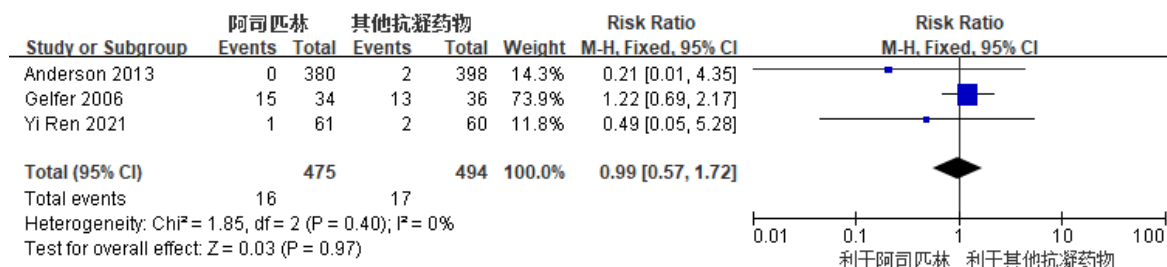 阿司匹林 其他抗凝药物 Risk Ratio Risk Ratio
Study or Subgroup Events Total Events Total Weight M-H, Fixed, 95% CI M-H, Fixed, 95% CI
Anderson 2013 0 380 2 398 14.3% 0.21 [0.01, 4.35]
Gelfer 2006 15 34 13 36 73.9% 1.22 [0.69, 2.17]
Yi Ren 2021 1 61 2 60 11.8% 0.49 [0.05, 5.28]
Total (95% CI) 475 494 100.0% 0.99 [0.57, 1.72]
Total events 16 17
Heterogeneity: Chi² = 1.85, df = 2 (P = 0.40); I² = 0%
Test for overall effect: Z = 0.03 (P = 0.97)
0.01 0.1 1 10 100
利于阿司匹林 利于其他抗凝药物